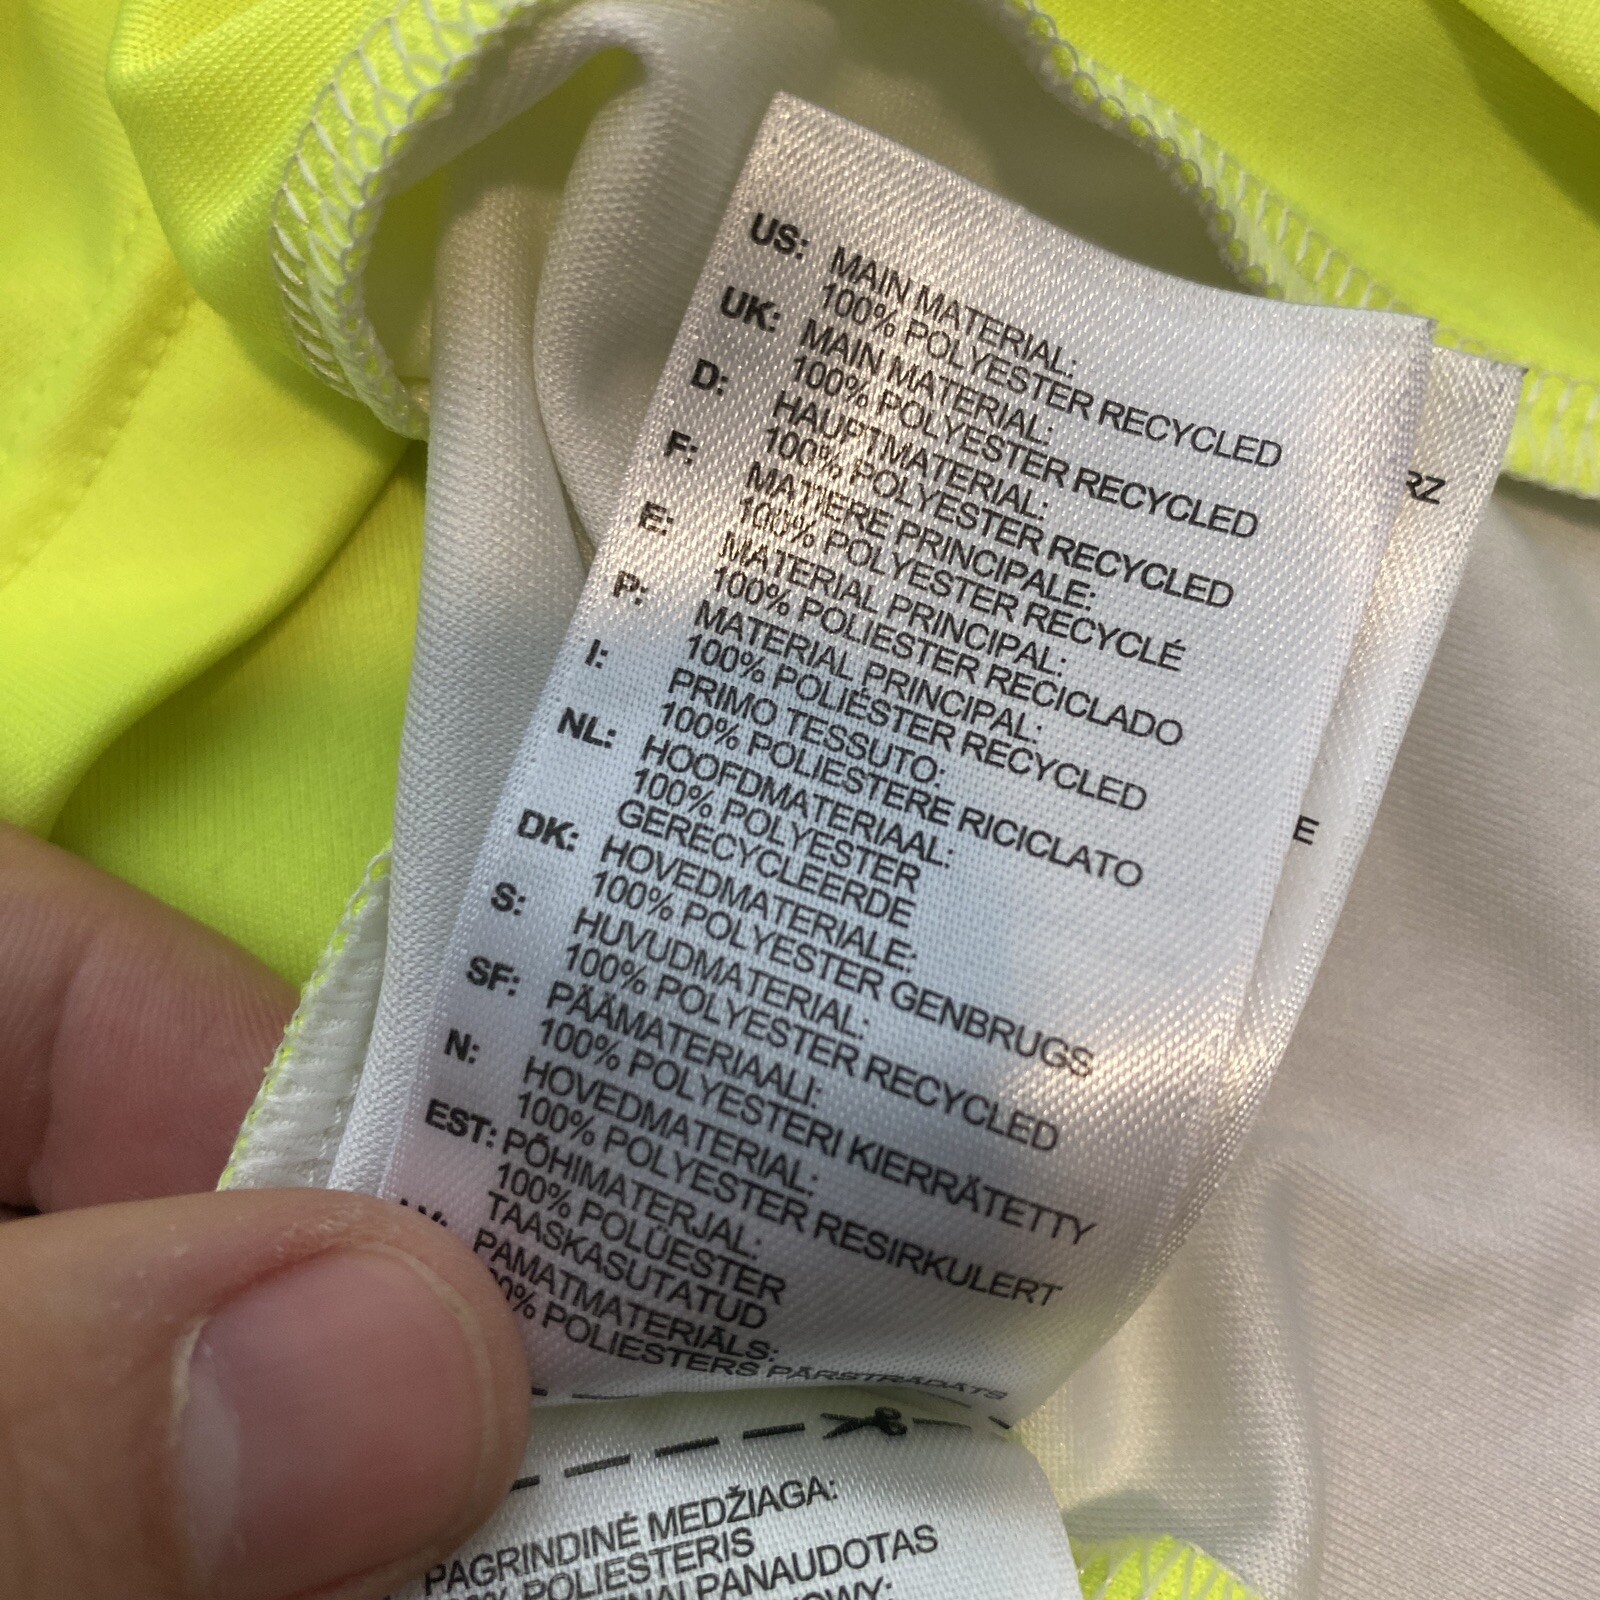 US: MAIN MATERIAL:
100% POLYESTER RECYCLED
UK: MAIN MATERIAL:
100% POLYESTER RECYCLED
D: HAUPTMATERIAL:
100% POLYESTER RECYCLED
F: MATIERE PRINCIPALE:
100% POLYESTER RECYCLÉ
E: MATERIAL PRINCIPAL:
100% POLIESTER RECICLADO
P: MATERIAL PRINCIPAL:
100% POLIÉSTER RECYCLED
I: PRIMO TESSUTO:
100% POLIESTERE RICICLATO
NL: HOOFDMATERIAAL:
100% POLYESTER
GERECYCLEERDE
DK: HOVEDMATERIALE:
100% POLYESTER GENBRUGS
S: HUVUDMATERIAL:
100% POLYESTER RECYCLED
SF: PÄÄMATERIAALI:
100% POLYESTERI KIERRÄTETTY
N: HOVEDMATERIAL:
100% POLYESTER RESIRKULERT
EST: PÕHIMATERJAL:
100% POLÜESTER
TAASKASUTATUD
PAMATMATERIĀLS:
POLIESTERS PĀRSTRĀDĀTS
PAGRINDINĖ MEDŽIAGA:
POLIESTERIS
PANAUDOTAS
RZ
E